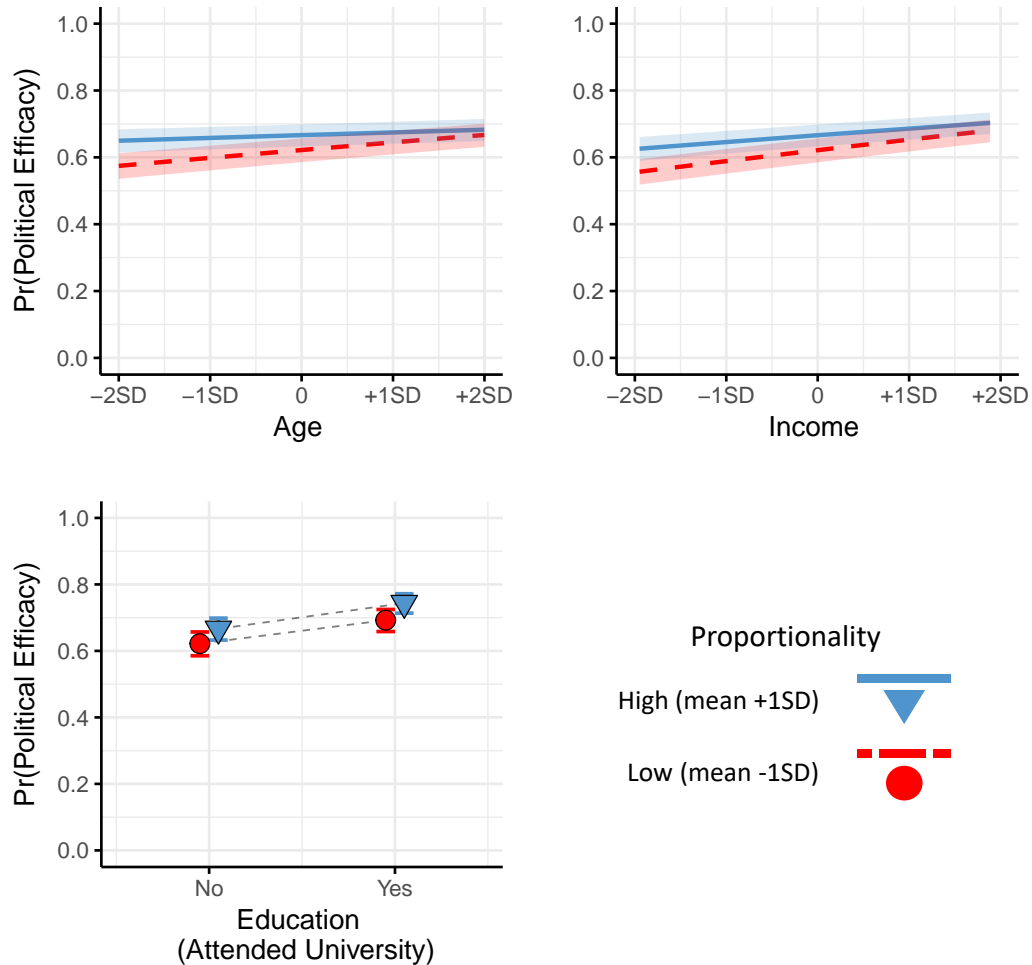 Pr(Political Efficacy)
1.0
0.8
0.6
0.4
0.2
0.0
−2SD
−1SD
0
+1SD
+2SD
Age
1.0
0.8
0.6
0.4
0.2
0.0
−2SD
−1SD
0
+1SD
+2SD
Income
Pr(Political Efficacy)
1.0
0.8
0.6
0.4
0.2
0.0
No
Yes
Education
(Attended University)
Proportionality
High (mean +1SD)
Low (mean -1SD)